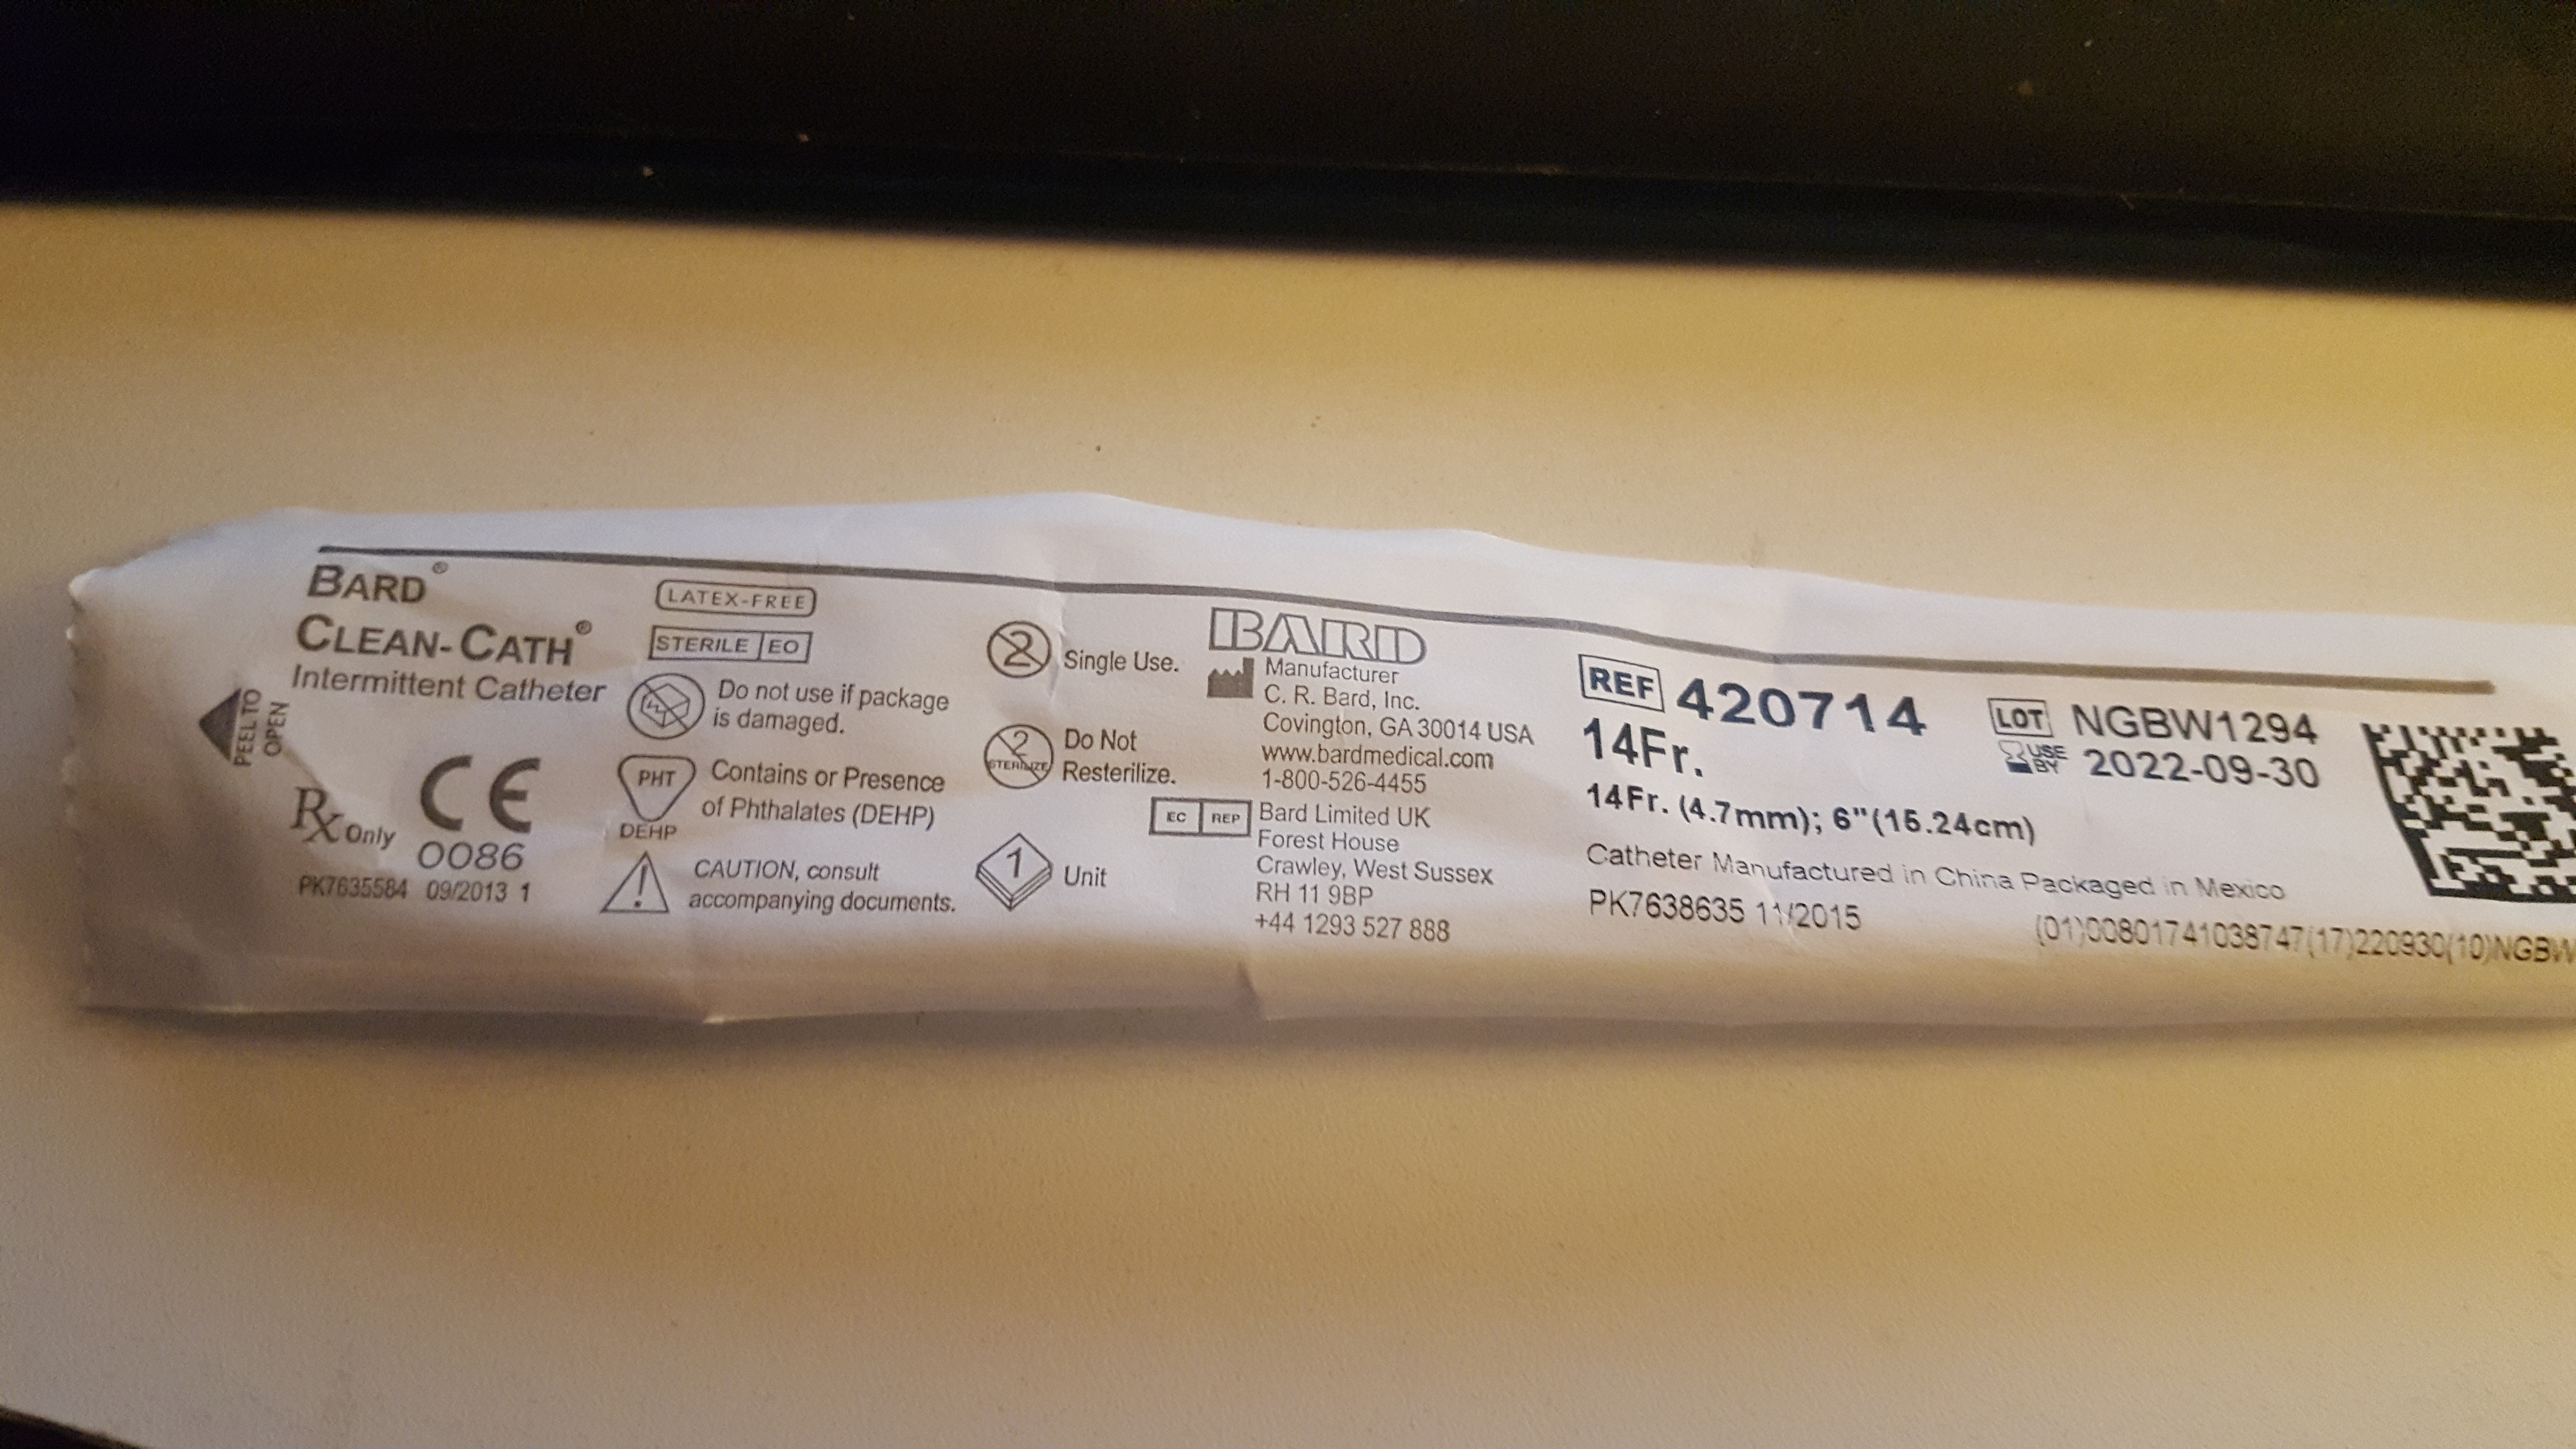 BARD®
CLEAN-CATH®
Intermittent Catheter
PEEL TO
OPEN
Rx Only
CE
0086
PK7635584 09/2013 1
LATEX-FREE
STERILE EO
Do not use if package
is damaged.
PHT
DEHP
Contains or Presence
of Phthalates (DEHP)
CAUTION, consult
accompanying documents.
2
Single Use.
2
STERILIZE
Do Not
Resterilize.
1
Unit
BARD
Manufacturer
C. R. Bard, Inc.
Covington, GA 30014 USA
www.bardmedical.com
1-800-526-4455
EC REP
Bard Limited UK
Forest House
Crawley, West Sussex
RH 11 9BP
+44 1293 527 888
REF 420714
14Fr.
14Fr. (4.7mm); 6"(15.24cm)
Catheter Manufactured in China Packaged in Mexico
PK7638635 11/2015
LOT NGBW1294
USE
BY
2022-09-30
(01)00801741038747(17)220930(10)NGBW